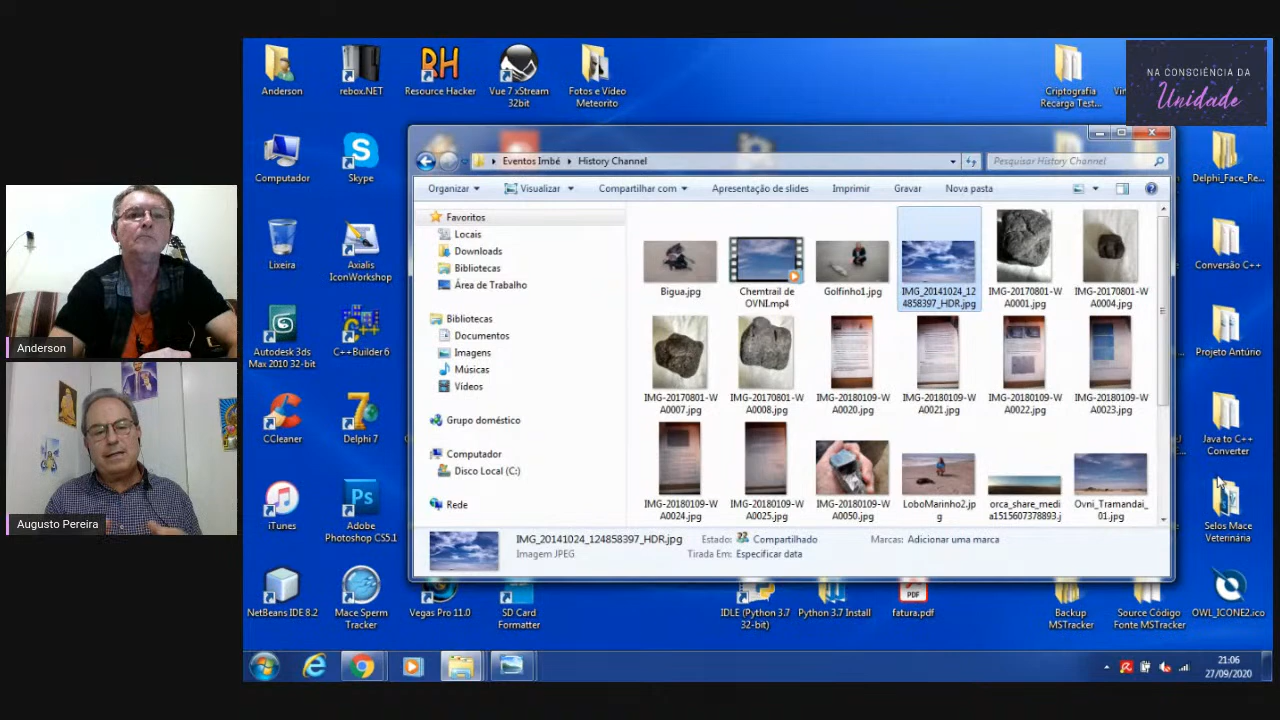 NA CONSCIÊNCIA DA
Unidade
Anderson
Augusto Pereira
Anderson
rebox.NET
Resource Hacker
Vue 7 xStream
32bit
Fotos e Vídeo
Meteorito
Criptografia
Recarga Test...
Computador
Skype
Lixeira
Axialis
IconWorkshop
Autodesk 3ds
Max 2010 32-bit
C++Builder 6
CCleaner
Delphi 7
iTunes
Adobe
Photoshop CS5.1
NetBeans IDE 8.2
Mace Sperm
Tracker
Vegas Pro 11.0
SD Card
Formatter
IDLE (Python 3.7
32-bit)
Python 3.7 Install
fatura.pdf
Backup
MSTracker
Source Código
Fonte MSTracker
OWL_ICONE2.ico
Delphi_Face_Re...
Conversão C++
Projeto Antúnio
Java to C++
Converter
Selos Mace
Veterinária
Eventos Imbé
History Channel
Pesquisar History Channel
Organizar
Visualizar
Compartilhar com
Apresentação de slides
Imprimir
Gravar
Nova pasta
Favoritos
Locais
Downloads
Bibliotecas
Área de Trabalho
Bibliotecas
Documentos
Imagens
Músicas
Vídeos
Grupo doméstico
Computador
Disco Local (C:)
Rede
Bigua.jpg
Chemtrail de
OVNI.mp4
Golfinho1.jpg
IMG_20141024_12
4858397_HDR.jpg
IMG-20170801-W
A0001.jpg
IMG-20170801-W
A0004.jpg
IMG-20170801-W
A0007.jpg
IMG-20170801-W
A0008.jpg
IMG-20180109-W
A0020.jpg
IMG-20180109-W
A0021.jpg
IMG-20180109-W
A0022.jpg
IMG-20180109-W
A0023.jpg
IMG-20180109-W
A0024.jpg
IMG-20180109-W
A0025.jpg
IMG-20180109-W
A0050.jpg
LoboMarinho2.jp
g
orca_share_medi
a1515607378893.j
Ovni_Tramandai_
01.jpg
IMG_20141024_124858397_HDR.jpg
Imagem JPEG
Estado:
Compartilhado
Tirada Em:
Especificar data
Marcas:
Adicionar uma marca
21:06
27/09/2020